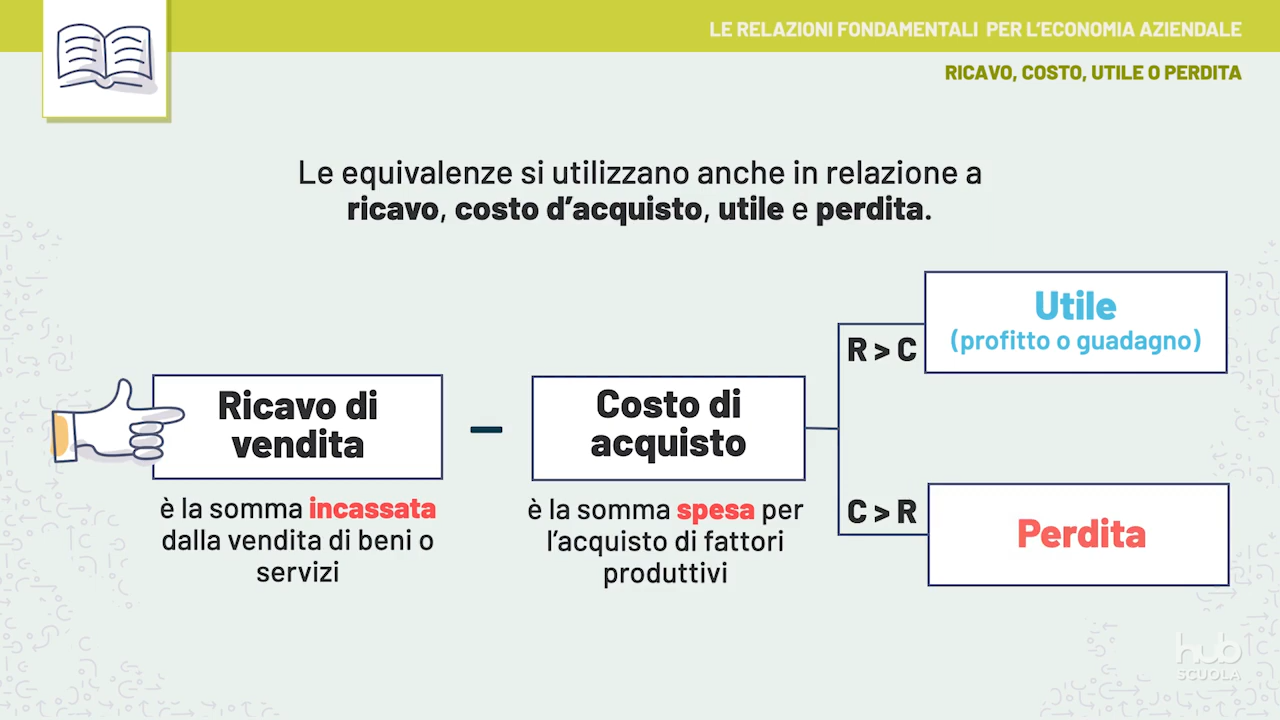 LE RELAZIONI FONDAMENTALI PER L'ECONOMIA AZIENDALE
RICAVO, COSTO, UTILE O PERDITA
Le equivalenze si utilizzano anche in relazione a
ricavo, costo d'acquisto, utile e perdita.
Utile
(profitto o guadagno)
R > C
Ricavo di
vendita
–
Costo di
acquisto
è la somma incassata
dalla vendita di beni o
servizi
è la somma spesa per
l'acquisto di fattori
produttivi
C > R
Perdita
hub
SCUOLA